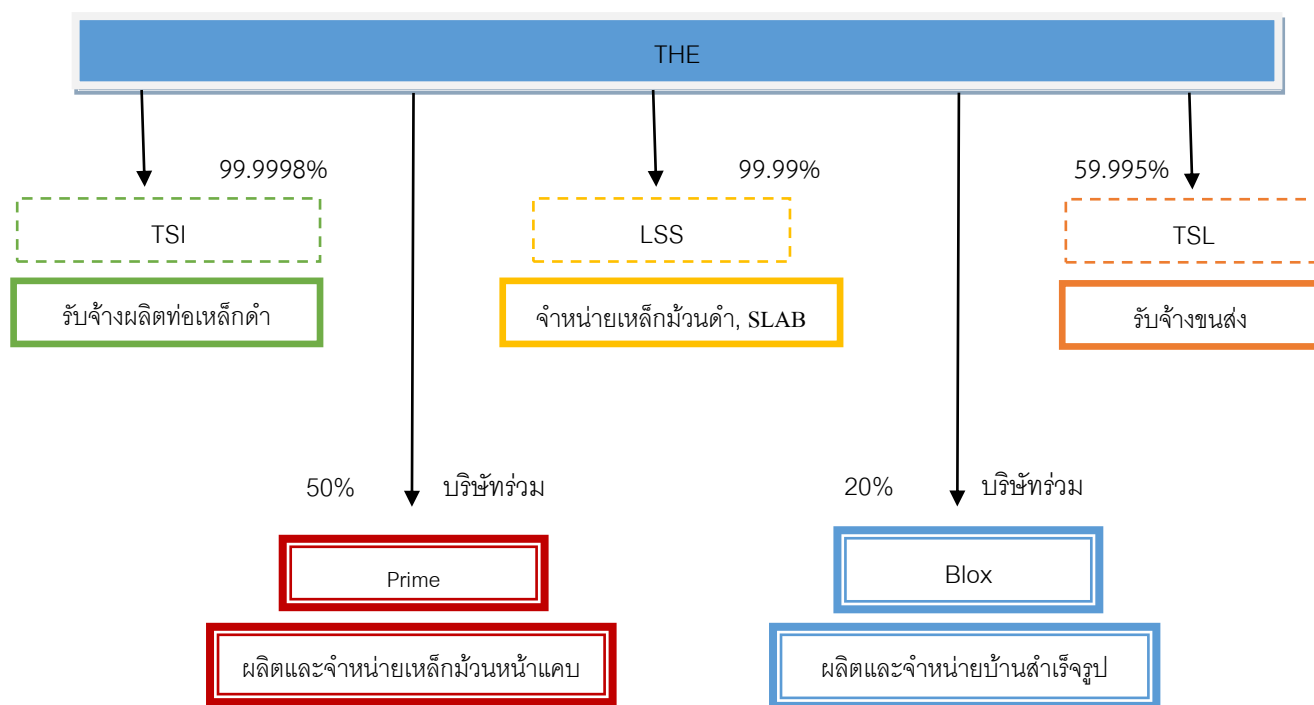 THE
99.9998%
99.99%
59.995%
TSI
LSS
TSL
รับจ้างผลิตท่อเหล็กดำ
จำหน่ายเหล็กม้วนดำ, SLAB
รับจ้างขนส่ง
50% บริษัทร่วม
20% บริษัทร่วม
Prime
Blox
ผลิตและจำหน่ายเหล็กม้วนหน้าแคบ
ผลิตและจำหน่ายบ้านสำเร็จรูป